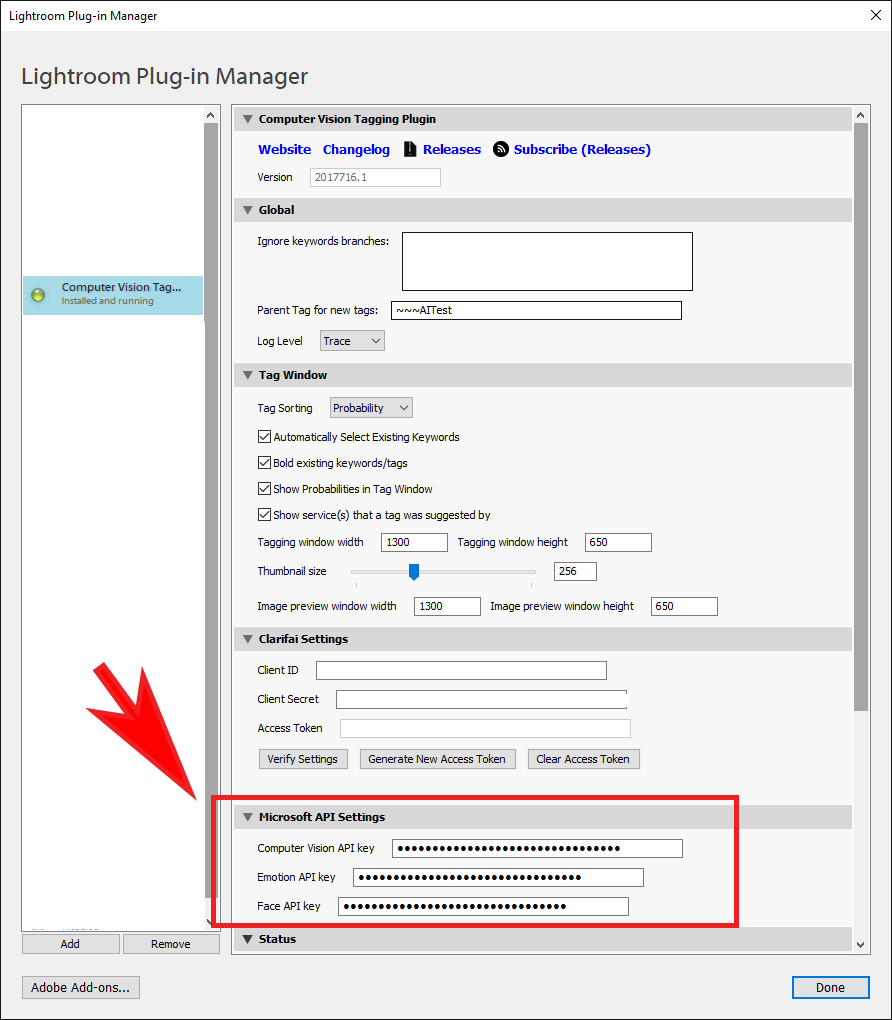 Lightroom Plug-in Manager
Lightroom Plug-in Manager
Computer Vision Tag...
Installed and running
Add Remove
Computer Vision Tagging Plugin
Website Changelog Releases Subscribe (Releases)
Version 2017716.1
Global
Ignore keywords branches:
Parent Tag for new tags: ~~~AITest
Log Level Trace
Tag Window
Tag Sorting Probability
Automatically Select Existing Keywords
Bold existing keywords/tags
Show Probabilities in Tag Window
Show service(s) that a tag was suggested by
Tagging window width 1300 Tagging window height 650
Thumbnail size 256
Image preview window width 1300 Image preview window height 650
Clarifai Settings
Client ID
Client Secret
Access Token
Verify Settings Generate New Access Token Clear Access Token
Microsoft API Settings
Computer Vision API key
Emotion API key
Face API key
Status
Adobe Add-ons... Done